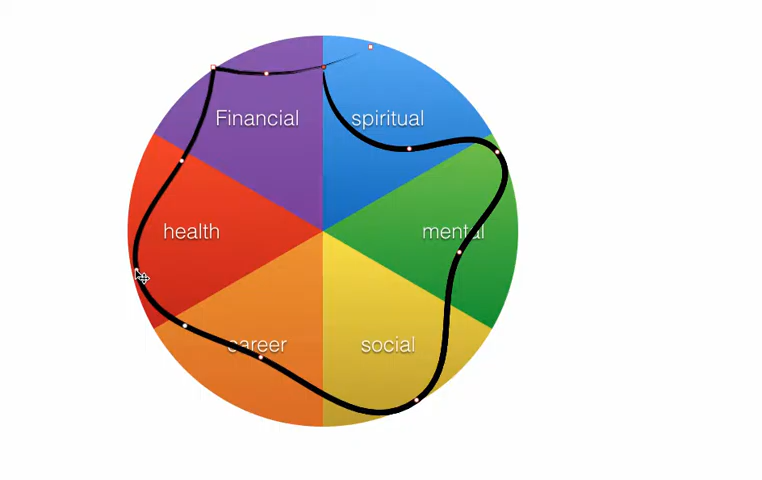 Financial
spiritual
health
mental
career
social